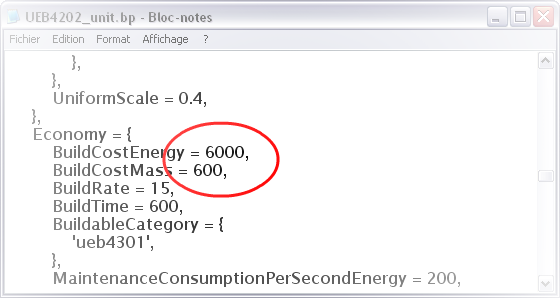 UEB4202_unit.bp - Bloc-notes
Fichier Edition Format Affichage ?
},
},
UniformScale = 0.4,
},
Economy = {
BuildCostEnergy = 6000,
BuildCostMass = 600,
BuildRate = 15,
BuildTime = 600,
BuildableCategory = {
'ueb4301',
},
MaintenanceConsumptionPerSecondEnergy = 200,